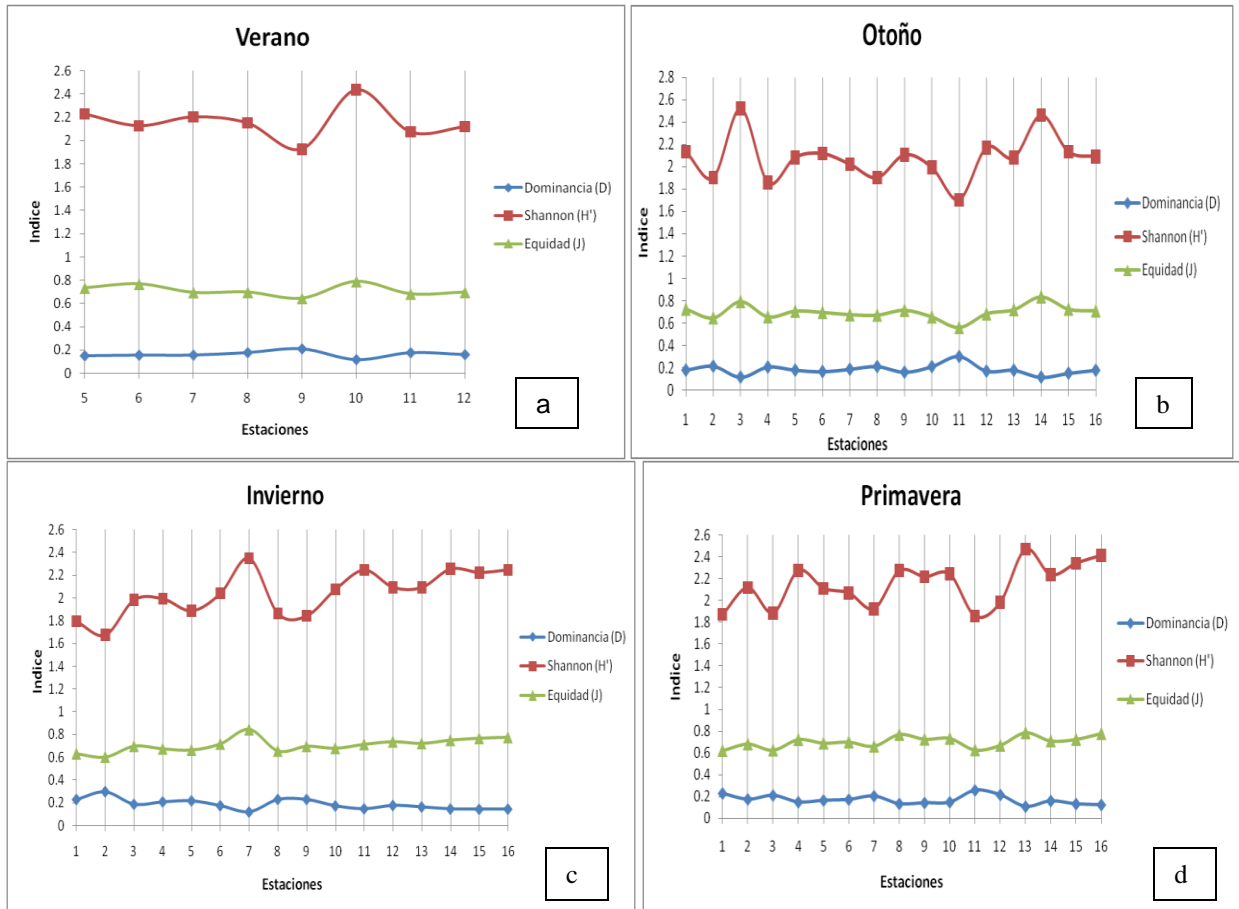 Verano
2.6
2.4
2.2
2
1.8
1.6
1.4
1.2
1
0.8
0.6
0.4
0.2
0
Indice
5 6 7 8 9 10 11 12
Estaciones
Dominancia (D)
Shannon (H')
Equidad (J)
a
Otoño
2.8
2.6
2.4
2.2
2
1.8
1.6
1.4
1.2
1
0.8
0.6
0.4
0.2
0
Indice
1 2 3 4 5 6 7 8 9 10 11 12 13 14 15 16
Estaciones
Dominancia (D)
Shannon (H')
Equidad (J)
b
Invierno
2.6
2.4
2.2
2
1.8
1.6
1.4
1.2
1
0.8
0.6
0.4
0.2
0
Indice
1 2 3 4 5 6 7 8 9 10 11 12 13 14 15 16
Estaciones
Dominancia (D)
Shannon (H')
Equidad (J)
c
Primavera
2.6
2.4
2.2
2
1.8
1.6
1.4
1.2
1
0.8
0.6
0.4
0.2
0
Indice
1 2 3 4 5 6 7 8 9 10 11 12 13 14 15 16
Estaciones
Dominancia (D)
Shannon (H')
Equidad (J)
d